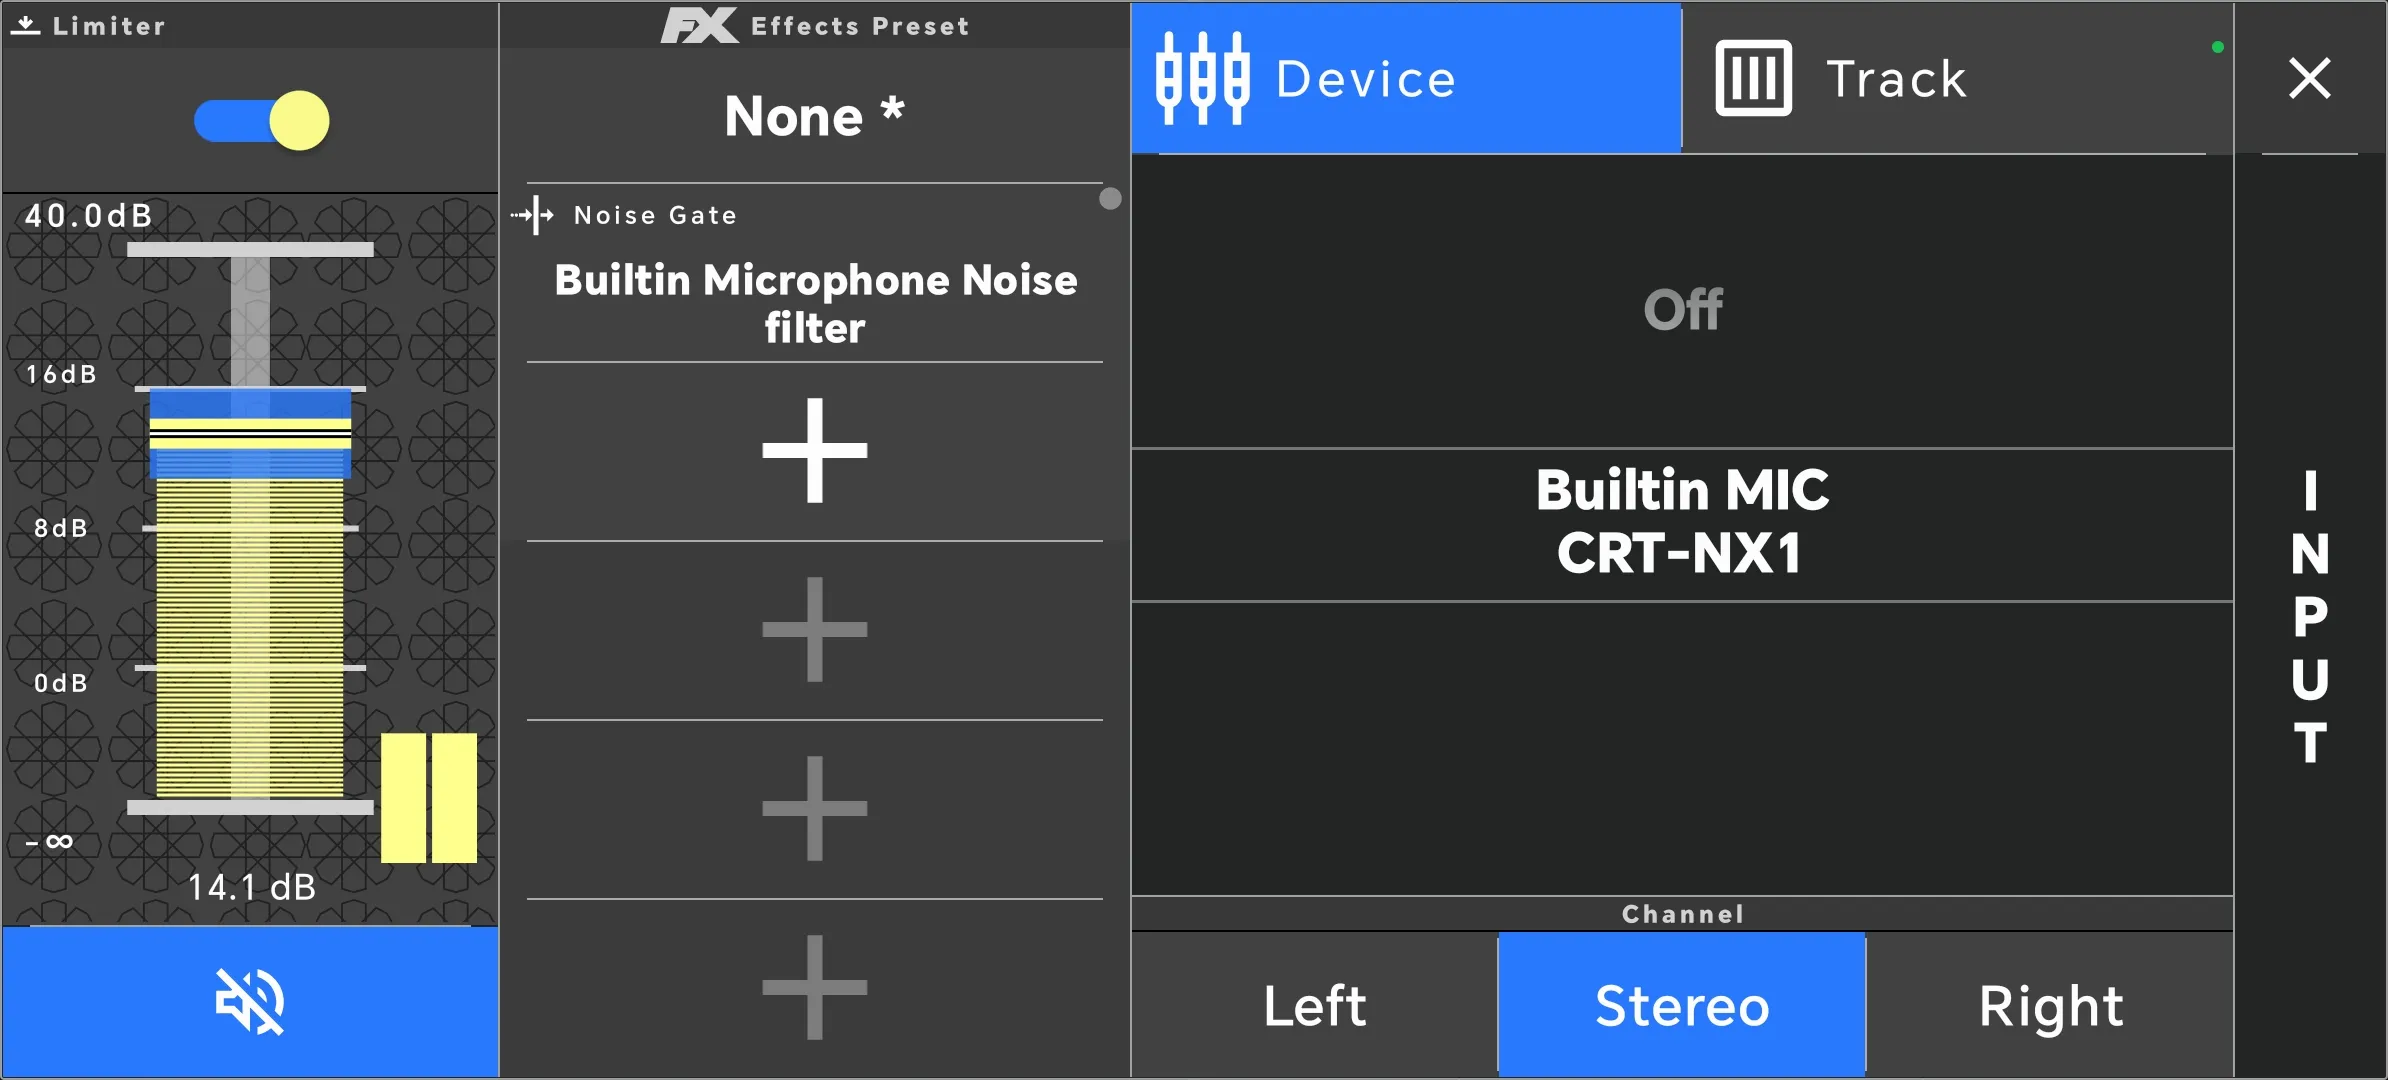 Limiter
40.0dB
16dB
8dB
0dB
-∞
14.1 dB
FX Effects Preset
None *
Noise Gate
Builtin Microphone Noise
filter
Device
Track
Off
Builtin MIC
CRT-NX1
Channel
Left
Stereo
Right
INPUT